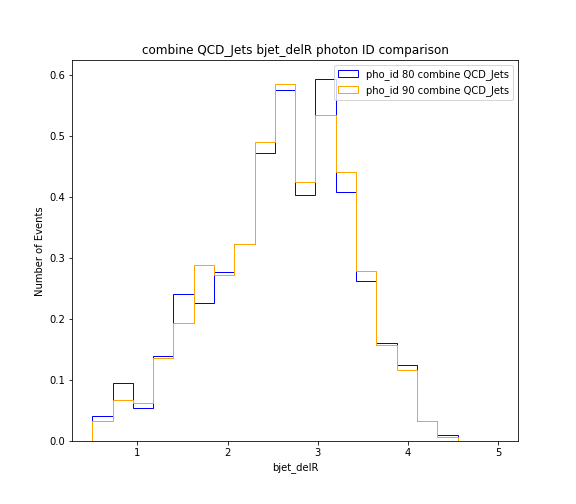 combine QCD_Jets bjet_delR photon ID comparison
pho_id 80 combine QCD_Jets
pho_id 90 combine QCD_Jets
Number of Events
0.6
0.5
0.4
0.3
0.2
0.1
0.0
1 2 3 4 5
bjet_delR